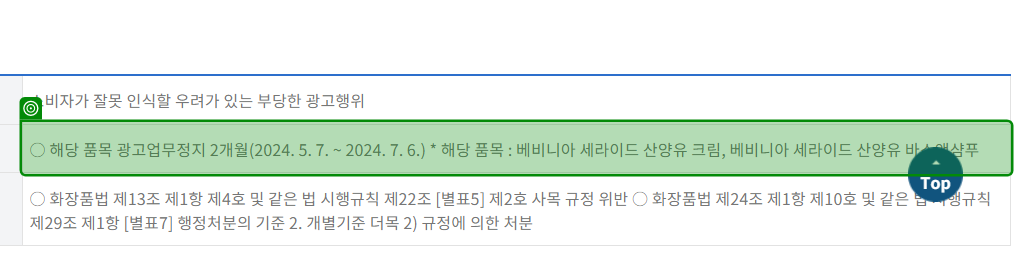 소비자가 잘못 인식할 우려가 있는 부당한 광고행위
○ 해당 품목 광고업무정지 2개월(2024. 5. 7. ~ 2024. 7. 6.) * 해당 품목 : 베비니아 세라이드 산양유 크림, 베비니아 세라이드 산양유 바스앤샴푸
Top
○ 화장품법 제13조 제1항 제4호 및 같은 법 시행규칙 제22조 [별표5] 제2호 사목 규정 위반 ○ 화장품법 제24조 제1항 제10호 및 같은 법 시행규칙
제29조 제1항 [별표7] 행정처분의 기준 2. 개별기준 더목 2) 규정에 의한 처분